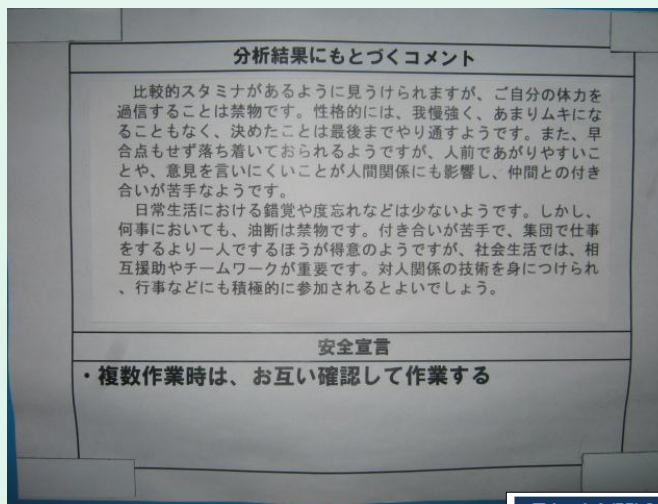 分析結果にもとづくコメント
比較的スタミナがあるように見うけられますが、ご自分の体力を
過信することは禁物です。性格的には、我慢強く、あまりムキにな
ることもなく、決めたことは最後までやり通すようです。また、早
合点もせず落ち着いておられるようですが、人前であがりやすいこ
とや、意見を言いにくいことが人間関係にも影響し、仲間との付き
合いが苦手なようです。
日常生活における錯覚や度忘れなどは少ないようです。しかし、
何事においても、油断は禁物です。付き合いが苦手で、集団で仕事
をするより一人でするほうが得意のようですが、社会生活では、相
互援助やチームワークが重要です。対人関係の技術を身につけられ
、行事などにも積極的に参加されるとよいでしょう。
安全宣言
・複数作業時は、お互い確認して作業する